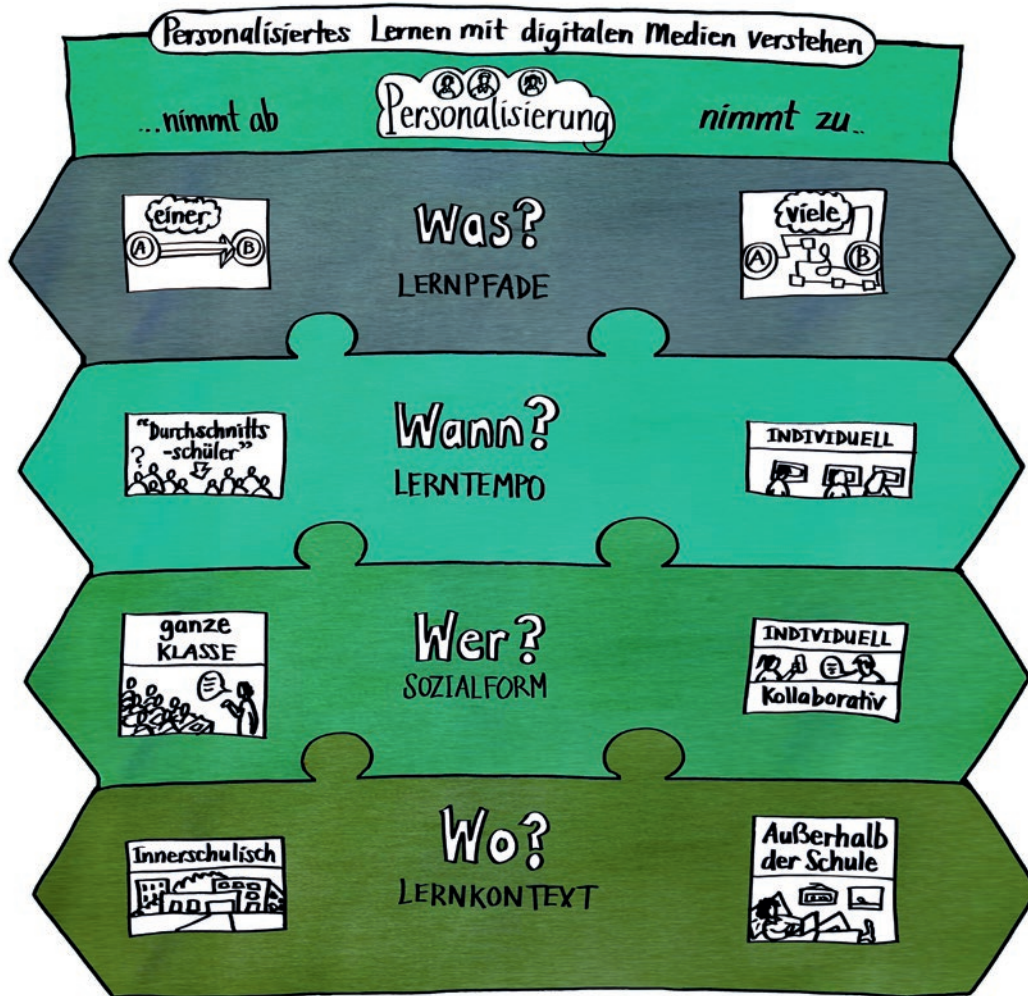 Personalisiertes Lernen mit digitalen Medien verstehen
...nimmt ab
Personalisierung
nimmt zu..
einer
A
B
Was?
LERNPFADE
viele
A
B
"Durchschnitts
-schüler"
?
Wann?
LERNTEMPO
INDIVIDUELL
ganze
KLASSE
Wer?
SOZIALFORM
INDIVIDUELL
Kollaborativ
Innerschulisch
Wo?
LERNKONTEXT
Außerhalb
der Schule